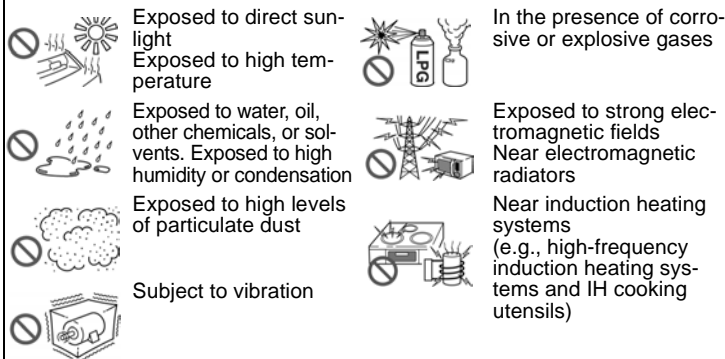 Exposed to direct sun-
light
Exposed to high tem-
perature
Exposed to water, oil,
other chemicals, or sol-
vents. Exposed to high
humidity or condensation
Exposed to high levels
of particulate dust
Subject to vibration
LPG
In the presence of corro-
sive or explosive gases
Exposed to strong elec-
tromagnetic fields
Near electromagnetic
radiators
Near induction heating
systems
(e.g., high-frequency
induction heating sys-
tems and IH cooking
utensils)